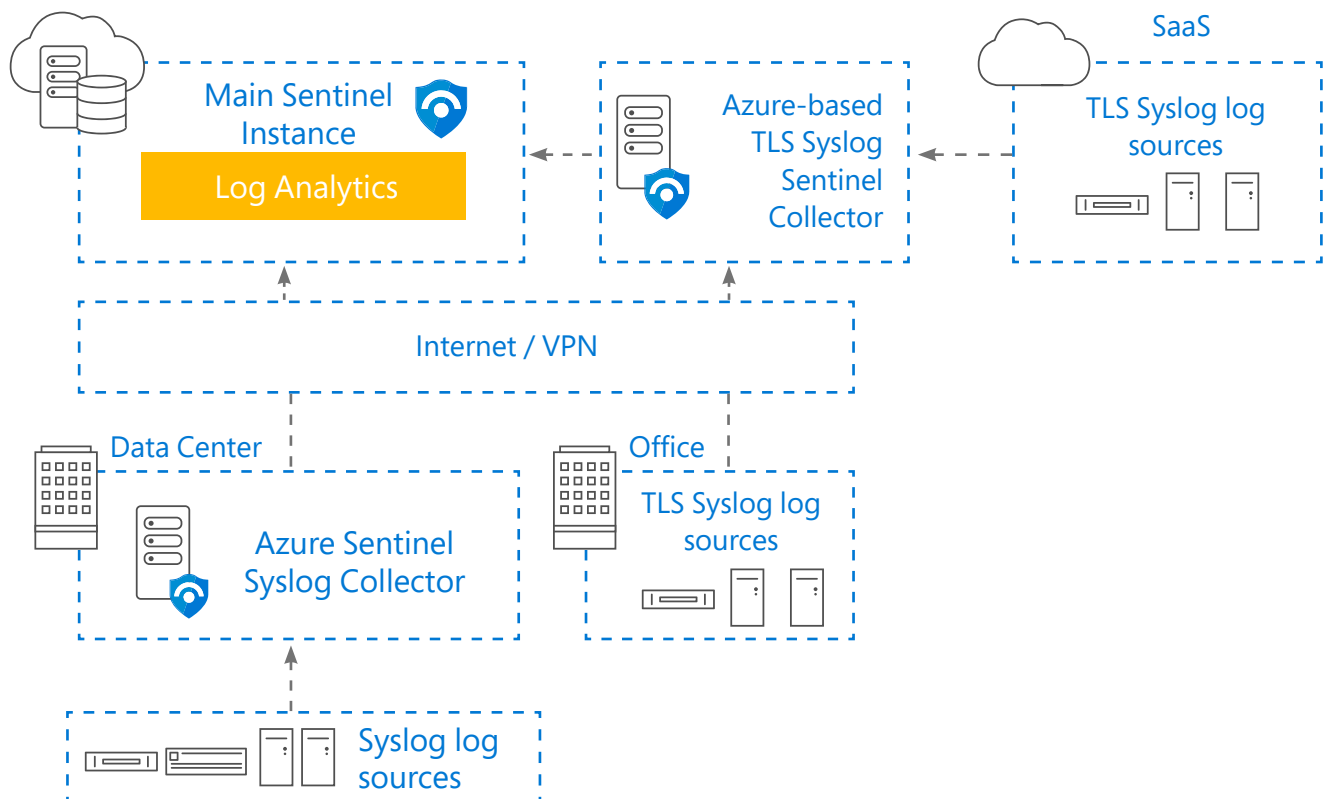 SaaS
Main Sentinel
Instance
Log Analytics
Azure-based
TLS Syslog
Sentinel
Collector
TLS Syslog log
sources
Internet / VPN
Data Center
Azure Sentinel
Syslog Collector
Office
TLS Syslog log
sources
Syslog log
sources